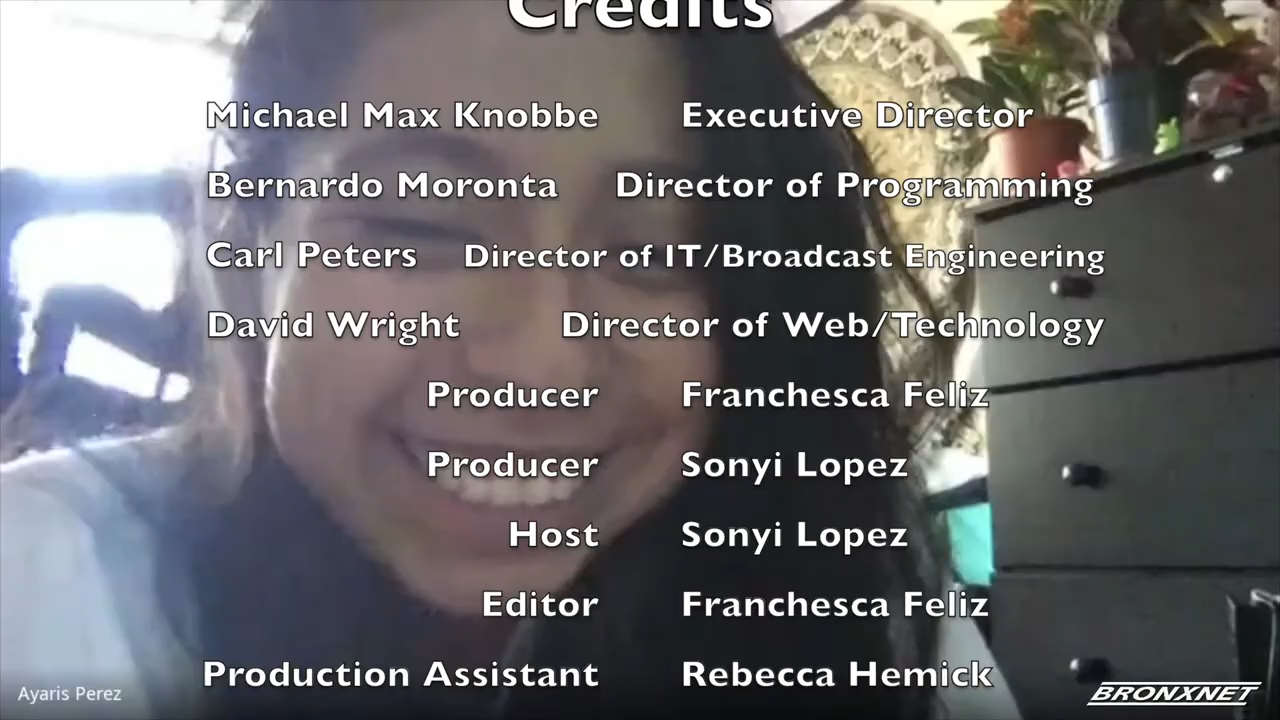 Credits
Michael Max Knobbe Executive Director
Bernardo Moronta Director of Programming
Carl Peters Director of IT/Broadcast Engineering
David Wright Director of Web/Technology
Producer Franchesca Feliz
Producer Sonyi Lopez
Host Sonyi Lopez
Editor Franchesca Feliz
Production Assistant Rebecca Hemick
Ayaris Perez
BRONXNET